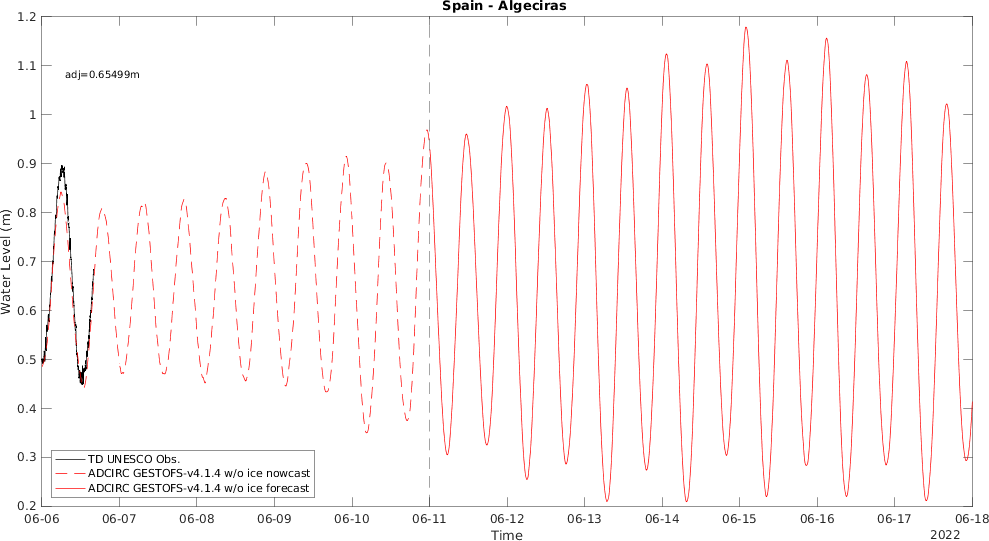 Spain - Algeciras
1.2
1.1
adj=0.65499m
1
0.9
0.8
0.7
0.6
0.5
0.4
0.3
0.2
Water Level (m)
TD UNESCO Obs.
ADCIRC GESTOFS-v4.1.4 w/o ice nowcast
ADCIRC GESTOFS-v4.1.4 w/o ice forecast
06-06 06-07 06-08 06-09 06-10 06-11 06-12 06-13 06-14 06-15 06-16 06-17 06-18
Time
2022